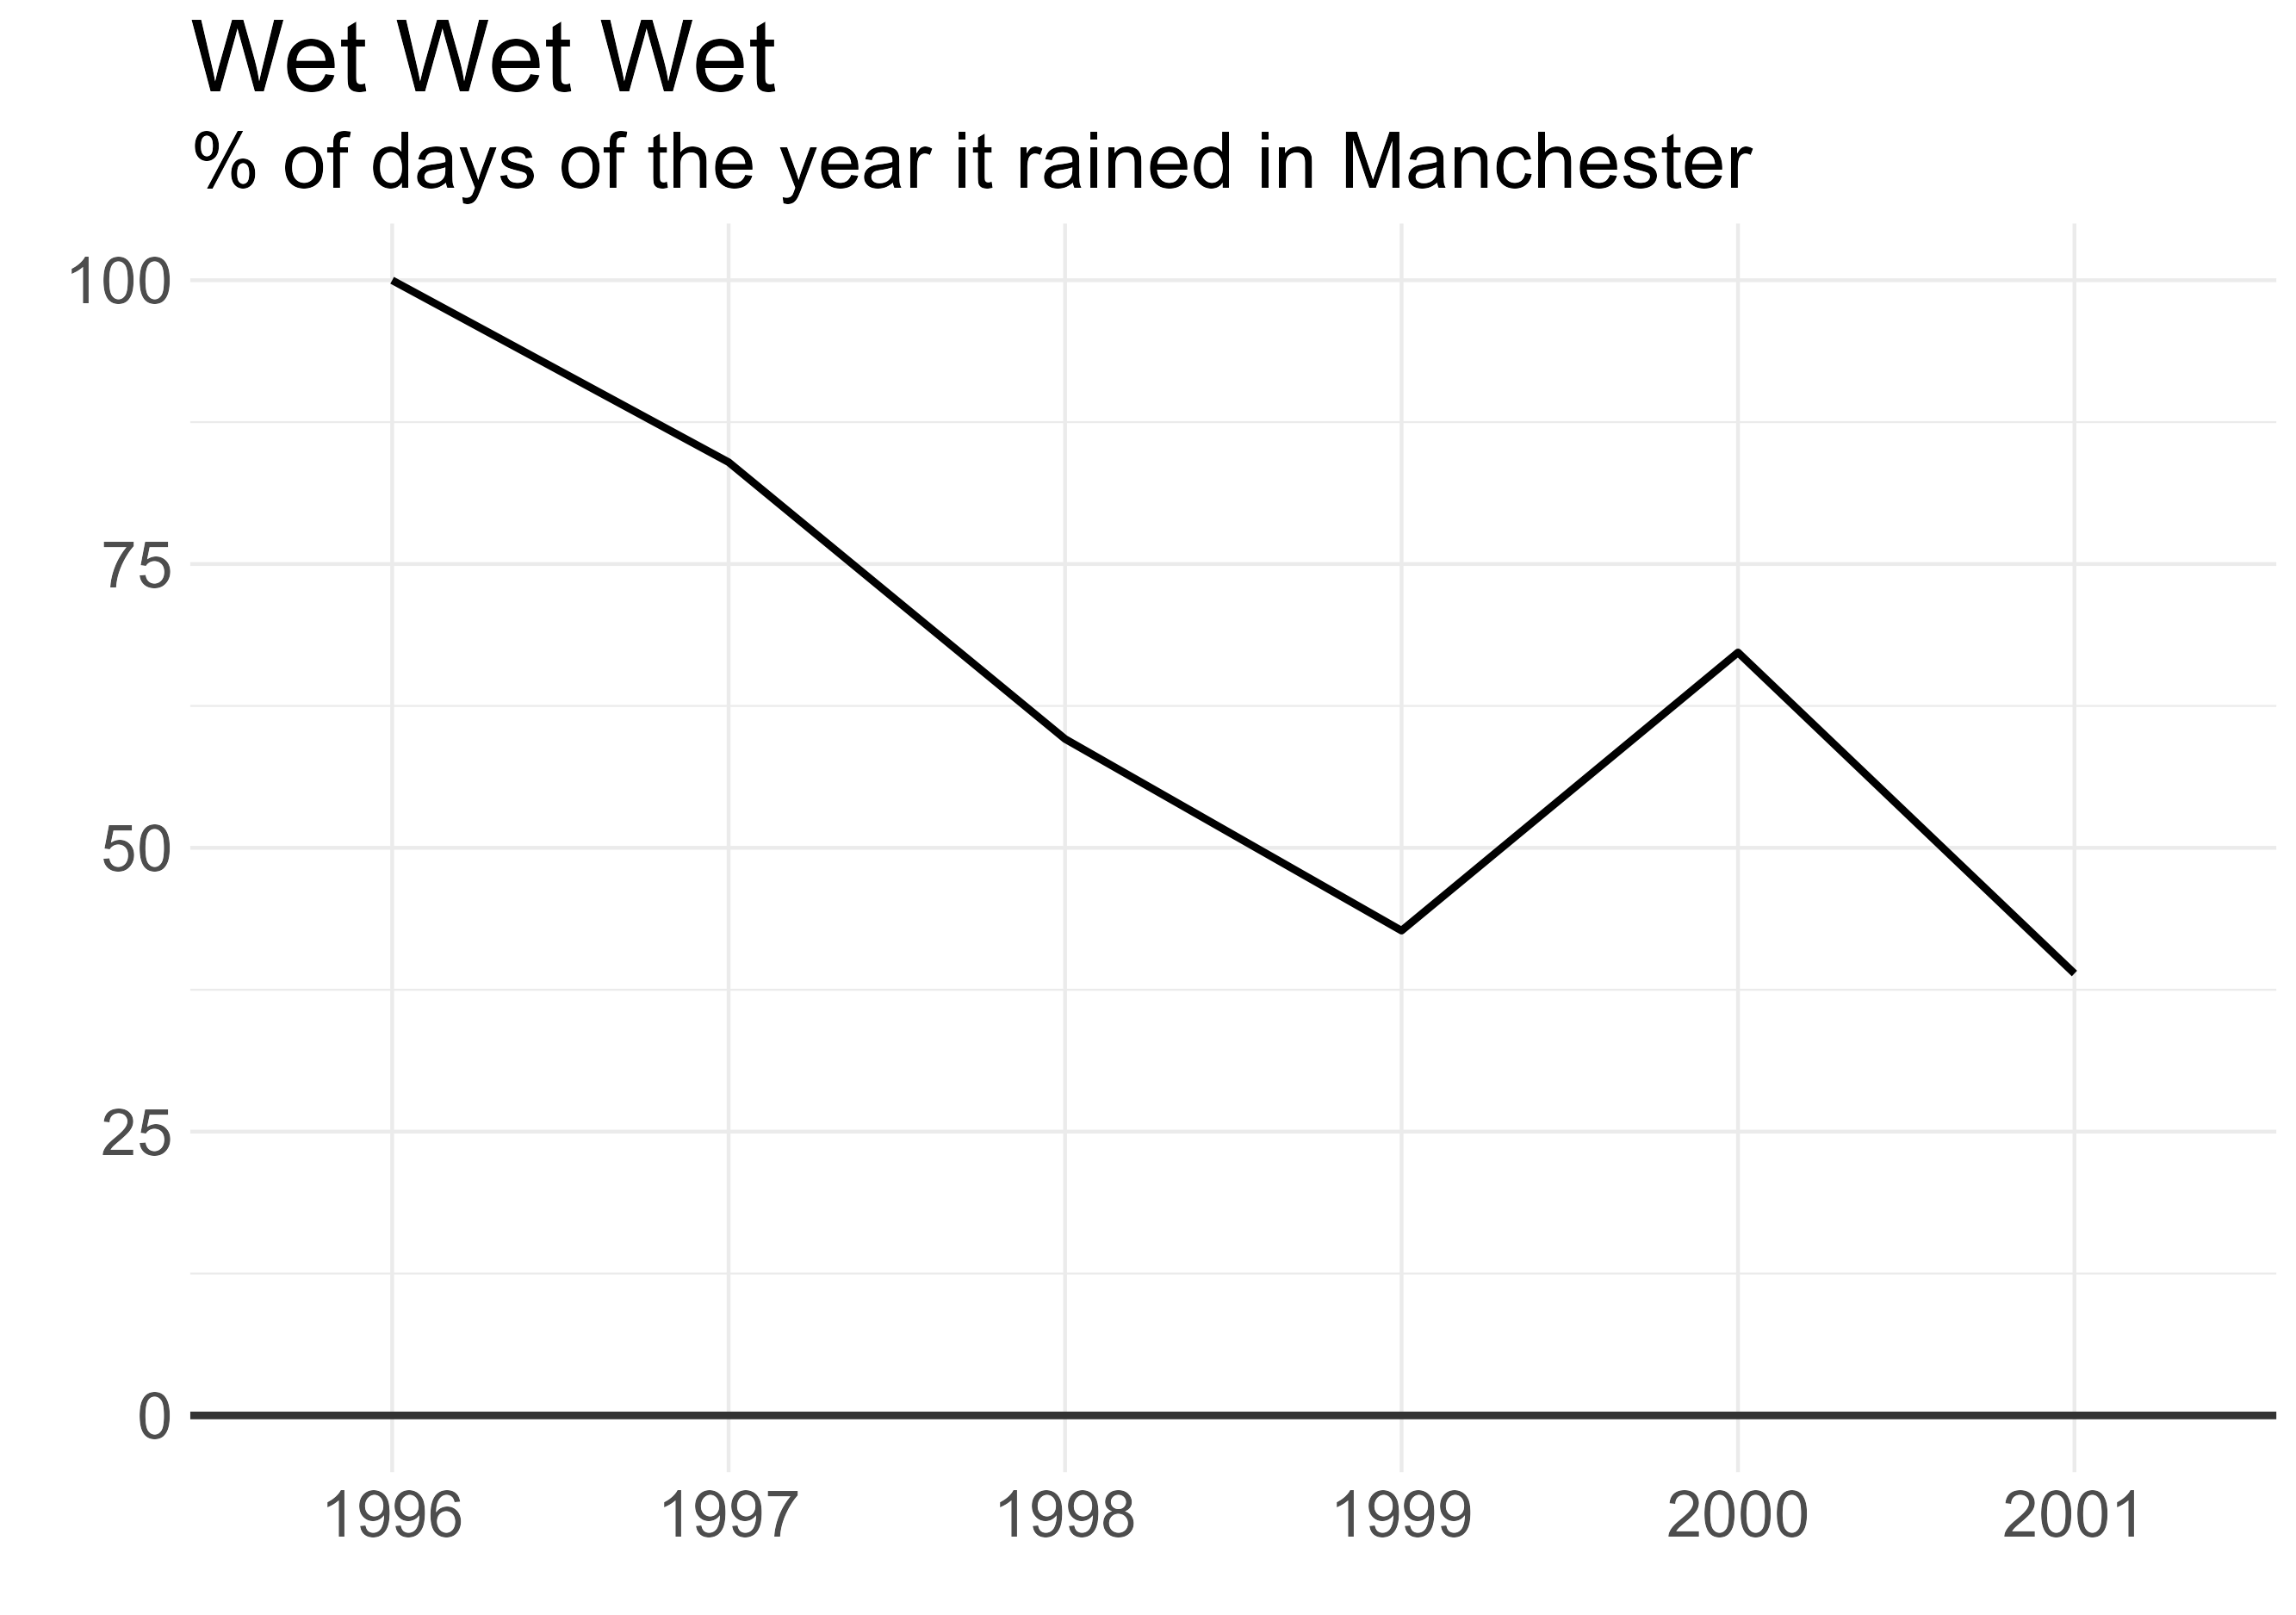 Wet Wet Wet
% of days of the year it rained in Manchester
100
75
50
25
0
1996 1997 1998 1999 2000 2001